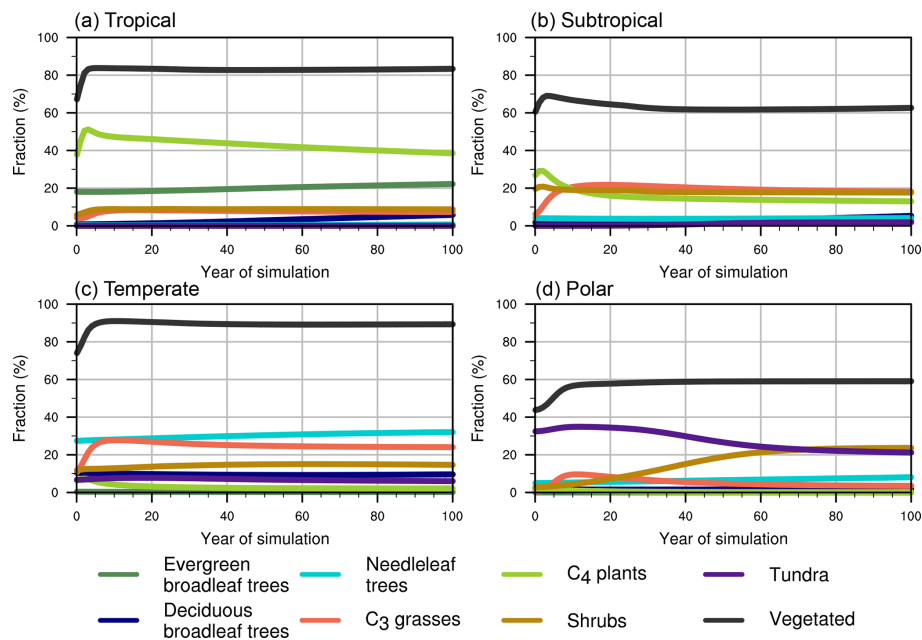 (a) Tropical
(b) Subtropical
100
80
60
40
20
0
Fraction (%)
0 20 40 60 80 100
Year of simulation
100
80
60
40
20
0
Fraction (%)
0 20 40 60 80 100
Year of simulation
(c) Temperate
(d) Polar
100
80
60
40
20
0
Fraction (%)
0 20 40 60 80 100
Year of simulation
100
80
60
40
20
0
Fraction (%)
0 20 40 60 80 100
Year of simulation
Evergreen
broadleaf trees
Needleleaf
trees
C4 plants
Tundra
Deciduous
broadleaf trees
C3 grasses
Shrubs
Vegetated